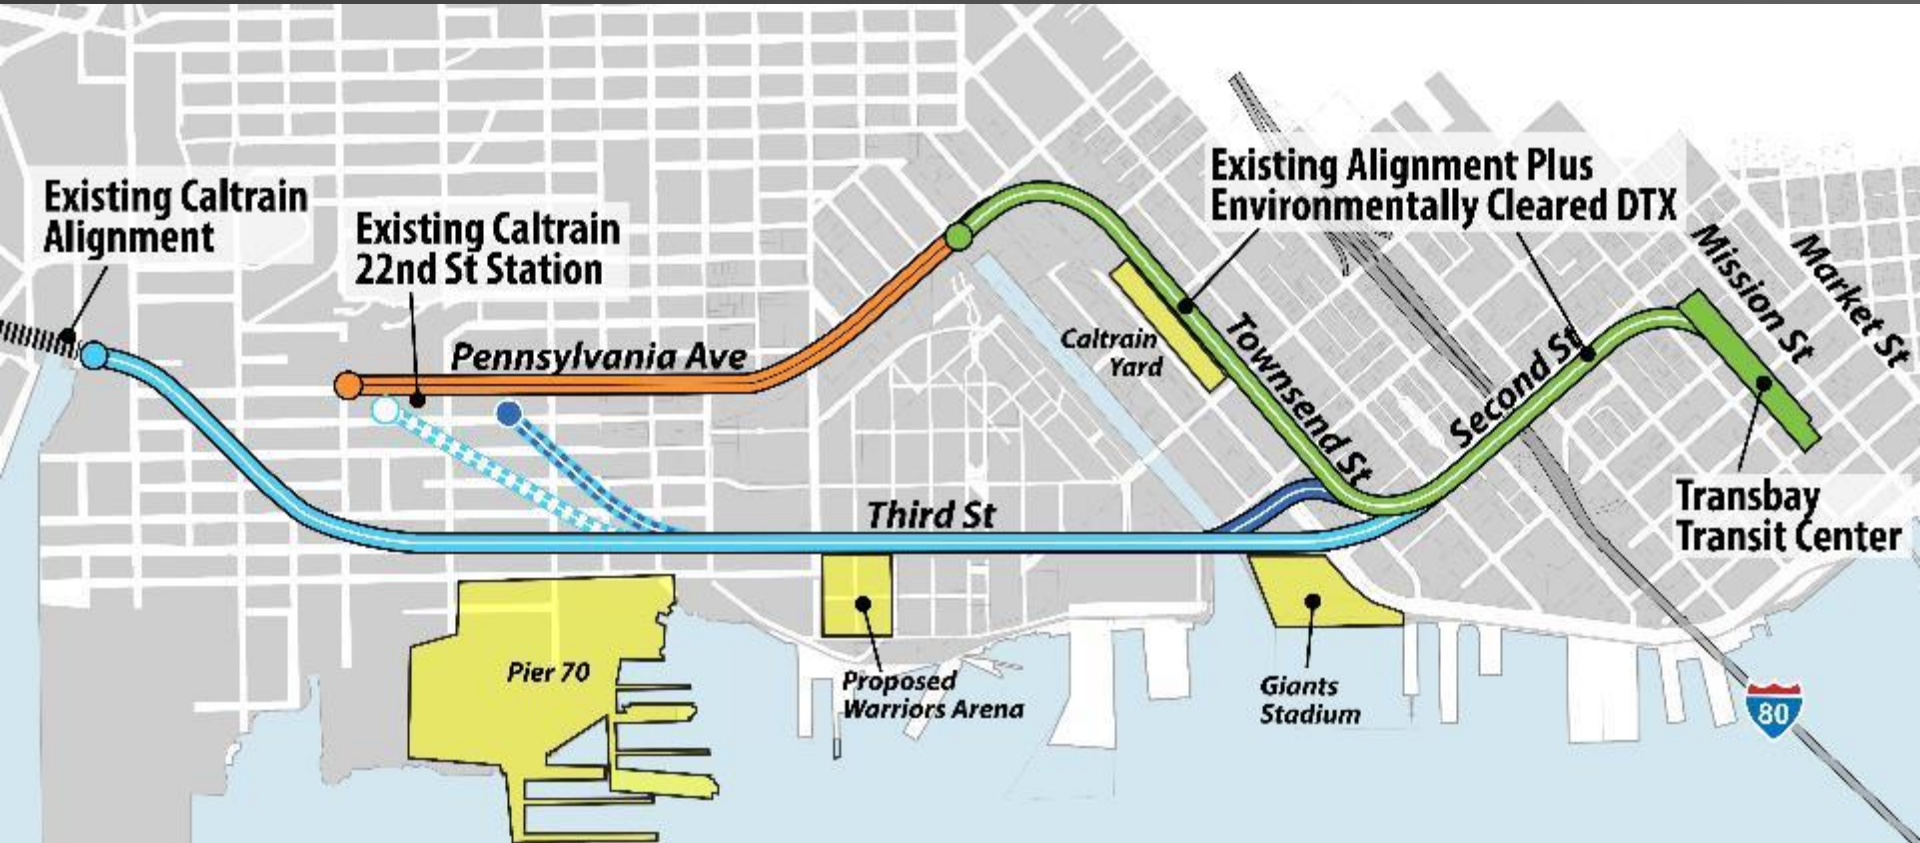 Existing Caltrain
Alignment
Existing Caltrain
22nd St Station
Pennsylvania Ave
Existing Alignment Plus
Environmentally Cleared DTX
Mission St
Market St
Caltrain
Yard
Townsend St
Second St
Transbay
Transit Center
Third St
Pier 70
Proposed
Warriors Arena
Giants
Stadium
80